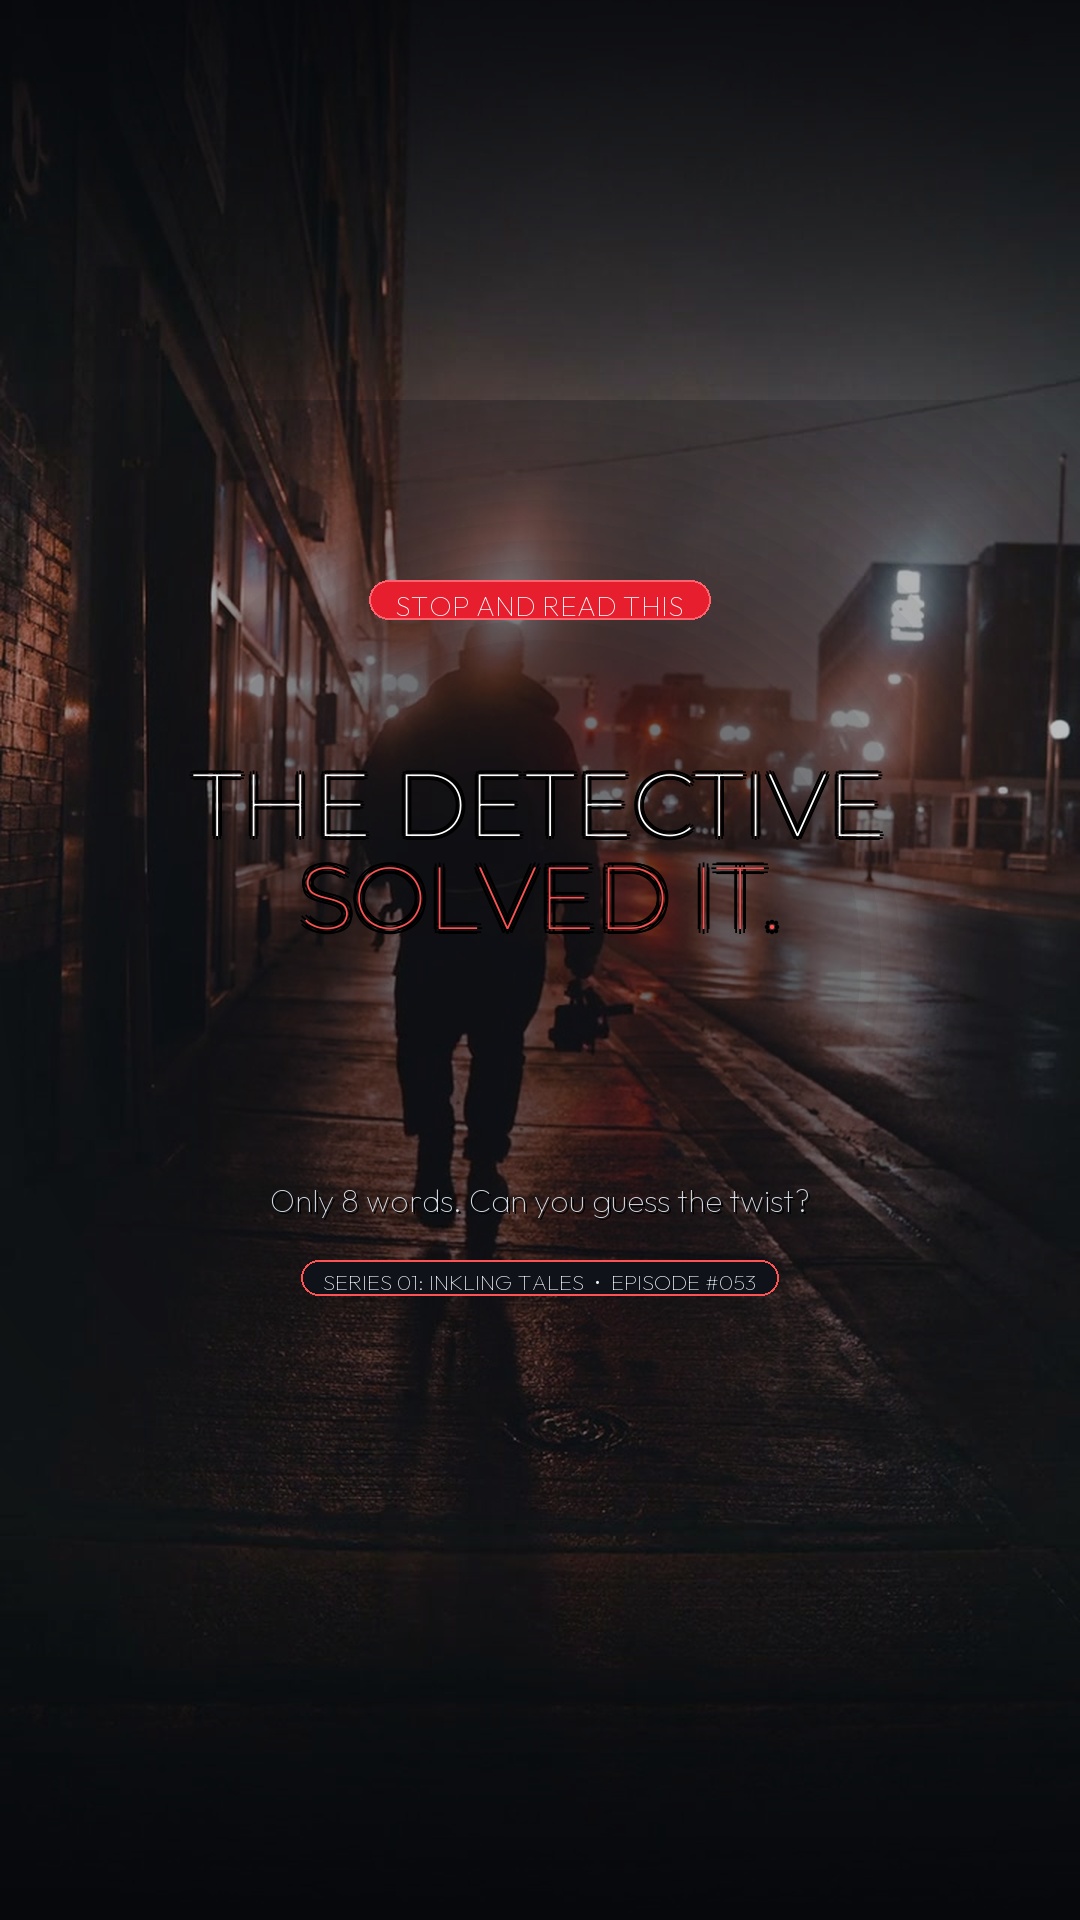 STOP AND READ THIS
THE DETECTIVE
SOLVED IT.
Only 8 words. Can you guess the twist?
SERIES 01: INKLING TALES • EPISODE #053